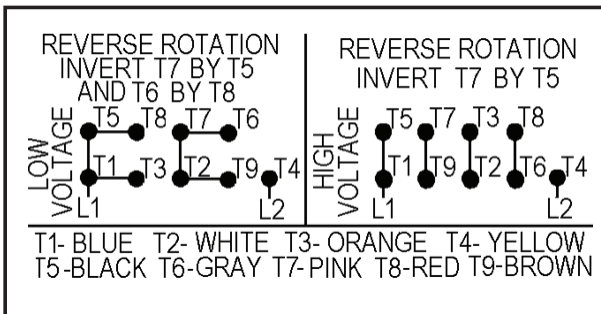 REVERSE ROTATION
INVERT T7 BY T5
AND T6 BY T8
LOW
VOLTAGE
T5 T8 T7 T6
T1 T3 T2 T9 T4
L1 L2
REVERSE ROTATION
INVERT T7 BY T5
HIGH
VOLTAGE
T5 T7 T3 T8
T1 T9 T2 T6 T4
L1 L2
T1- BLUE T2- WHITE T3- ORANGE T4- YELLOW
T5-BLACK T6-GRAY T7-PINK T8-RED T9-BROWN